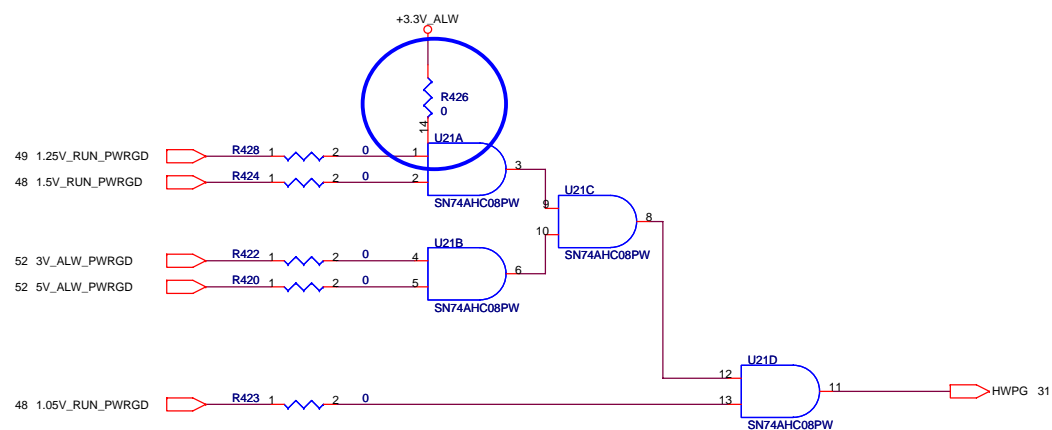 +3.3V_ALW
R426
0
14
U21A
49 1.25V_RUN_PWRGD R428 1 2 0 1
3
48 1.5V_RUN_PWRGD R424 1 2 0 2
SN74AHC08PW
U21C
9
8
10
SN74AHC08PW
U21B
52 3V_ALW_PWRGD R422 1 2 0 4
6
52 5V_ALW_PWRGD R420 1 2 0 5
SN74AHC08PW
U21D
12
11 HWPG 31
48 1.05V_RUN_PWRGD R423 1 2 0 13
SN74AHC08PW